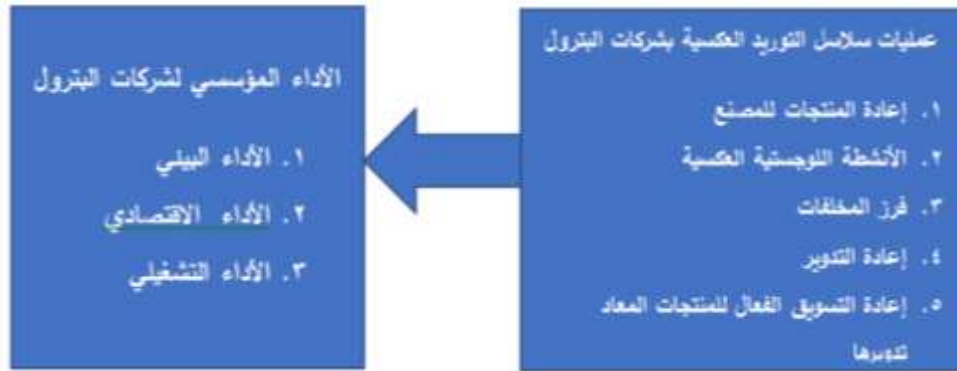 عمليات سلاسل التوريد العكسية بشركات البترول
١. إعادة المنتجات للمصنع
٢. الأنشطة اللوجستية العكسية
٣. فرز المخلفات
٤. إعادة التدوير
٥. إعادة التسويق الفعال للمنتجات المعاد
تدويرها
الأداء المؤسسي لشركات البترول
١. الأداء البيئي
٢. الأداء الاقتصادي
٣. الأداء التشغيلي